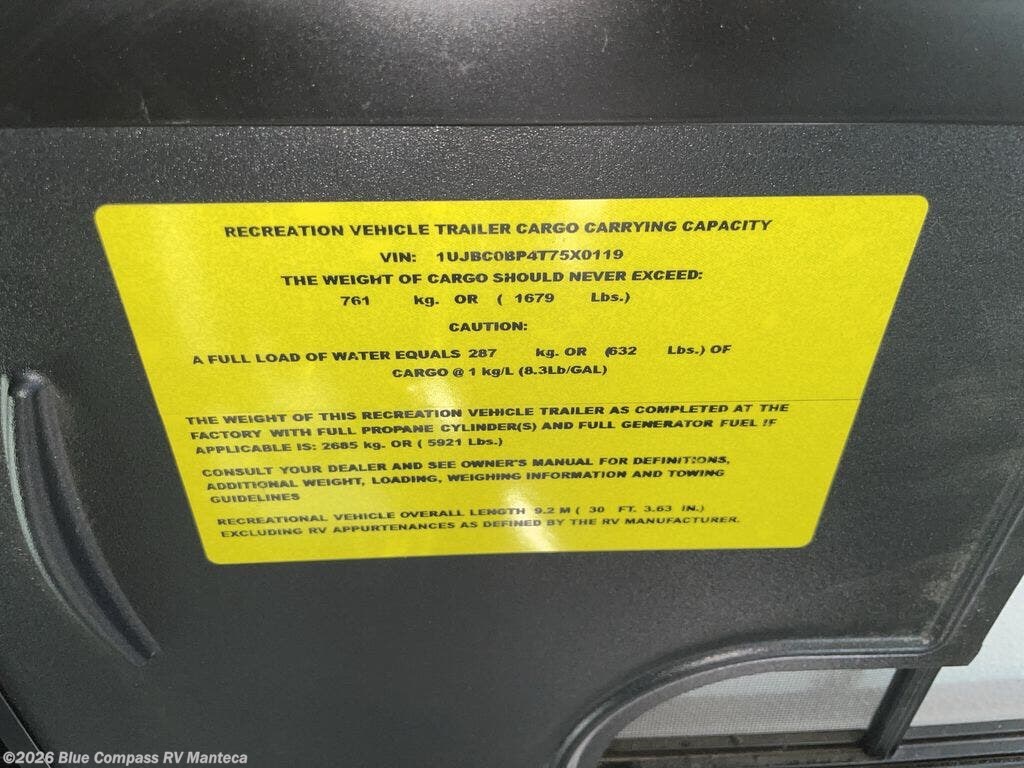 RECREATION VEHICLE TRAILER CARGO CARRYING CAPACITY
VIN: 1UJBC0BP4T75X0119
THE WEIGHT OF CARGO SHOULD NEVER EXCEED:
761 kg. OR ( 1679 Lbs.)
CAUTION:
A FULL LOAD OF WATER EQUALS 287 kg. OR (632 Lbs.) OF
CARGO @ 1 kg/L (8.3Lb/GAL)
THE WEIGHT OF THIS RECREATION VEHICLE TRAILER AS COMPLETED AT THE
FACTORY WITH FULL PROPANE CYLINDER(S) AND FULL GENERATOR FUEL IF
APPLICABLE IS: 2685 kg. OR ( 5921 Lbs.)
CONSULT YOUR DEALER AND SEE OWNER'S MANUAL FOR DEFINITIONS,
ADDITIONAL WEIGHT, LOADING, WEIGHING INFORMATION AND TOWING
GUIDELINES
RECREATIONAL VEHICLE OVERALL LENGTH 9.2 M ( 30 FT. 3.63 IN.)
EXCLUDING RV APPURTENANCES AS DEFINED BY THE RV MANUFACTURER.
©2026 Blue Compass RV Manteca